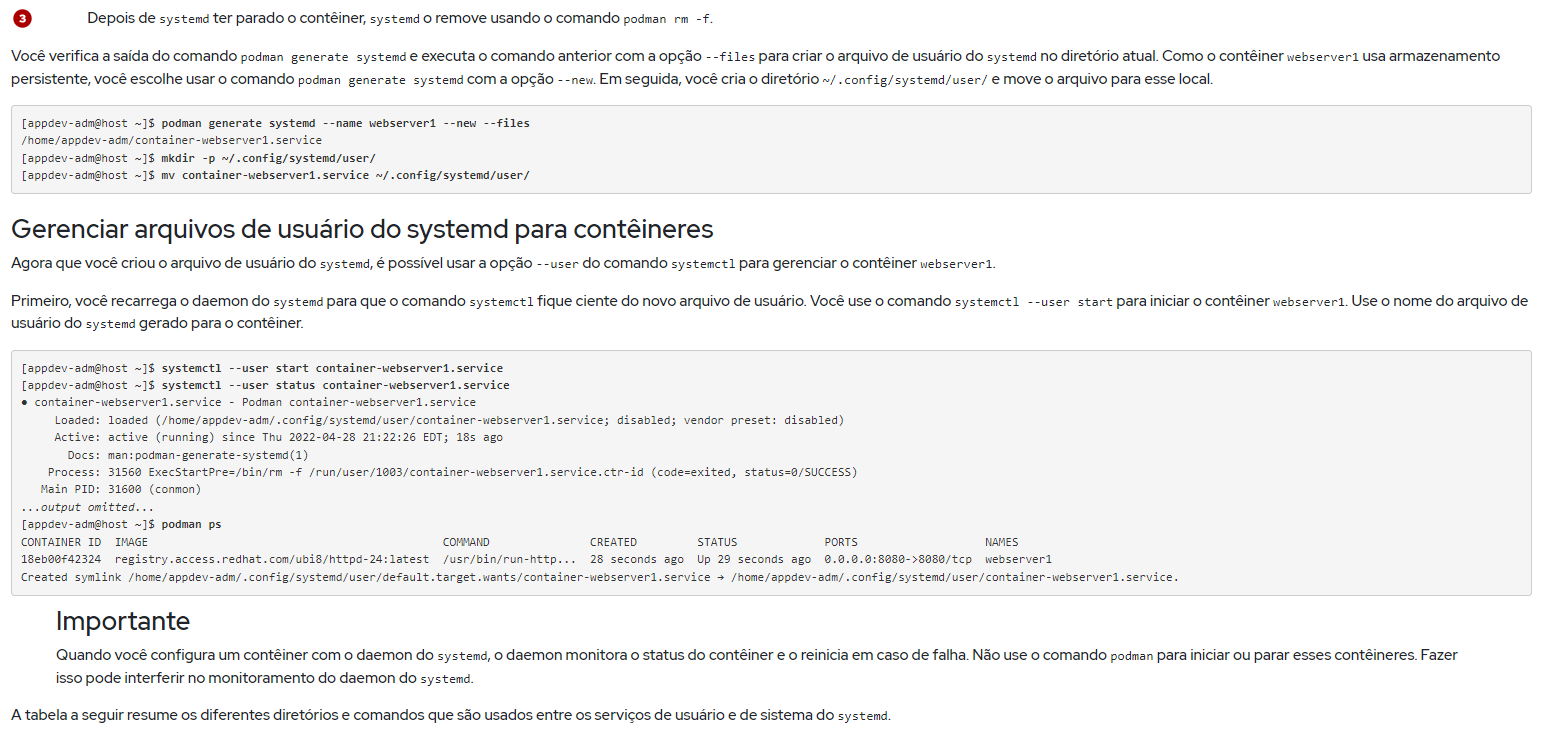 3 Depois de systemd ter parado o contêiner, systemd o remove usando o comando podman rm -f.
Você verifica a saída do comando podman generate systemd e executa o comando anterior com a opção --files para criar o arquivo de usuário do systemd no diretório atual. Como o contêiner webserver1 usa armazenamento
persistente, você escolhe usar o comando podman generate systemd com a opção --new. Em seguida, você cria o diretório ~/.config/systemd/user/ e move o arquivo para esse local.
[appdev-adm@host ~]$ podman generate systemd --name webserver1 --new --files
/home/appdev-adm/container-webserver1.service
[appdev-adm@host ~]$ mkdir -p ~/.config/systemd/user/
[appdev-adm@host ~]$ mv container-webserver1.service ~/.config/systemd/user/
Gerenciar arquivos de usuário do systemd para contêineres
Agora que você criou o arquivo de usuário do systemd, é possível usar a opção --user do comando systemctl para gerenciar o contêiner webserver1.
Primeiro, você recarrega o daemon do systemd para que o comando systemctl fique ciente do novo arquivo de usuário. Você use o comando systemctl --user start para iniciar o contêiner webserver1. Use o nome do arquivo de
usuário do systemd gerado para o contêiner.
[appdev-adm@host ~]$ systemctl --user start container-webserver1.service
[appdev-adm@host ~]$ systemctl --user status container-webserver1.service
● container-webserver1.service - Podman container-webserver1.service
Loaded: loaded (/home/appdev-adm/.config/systemd/user/container-webserver1.service; disabled; vendor preset: disabled)
Active: active (running) since Thu 2022-04-28 21:22:26 EDT; 18s ago
Docs: man:podman-generate-systemd(1)
Process: 31560 ExecStartPre=/bin/rm -f /run/user/1003/container-webserver1.service.ctr-id (code=exited, status=0/SUCCESS)
Main PID: 31600 (conmon)
...output omitted...
[appdev-adm@host ~]$ podman ps
CONTAINER ID IMAGE COMMAND CREATED STATUS PORTS NAMES
18eb00f42324 registry.access.redhat.com/ubi8/httpd-24:latest /usr/bin/run-http... 28 seconds ago Up 29 seconds ago 0.0.0.0:8080->8080/tcp webserver1
Created symlink /home/appdev-adm/.config/systemd/user/default.target.wants/container-webserver1.service → /home/appdev-adm/.config/systemd/user/container-webserver1.service.
Importante
Quando você configura um contêiner com o daemon do systemd, o daemon monitora o status do contêiner e o reinicia em caso de falha. Não use o comando podman para iniciar ou parar esses contêineres. Fazer
isso pode interferir no monitoramento do daemon do systemd.
A tabela a seguir resume os diferentes diretórios e comandos que são usados entre os serviços de usuário e de sistema do systemd.